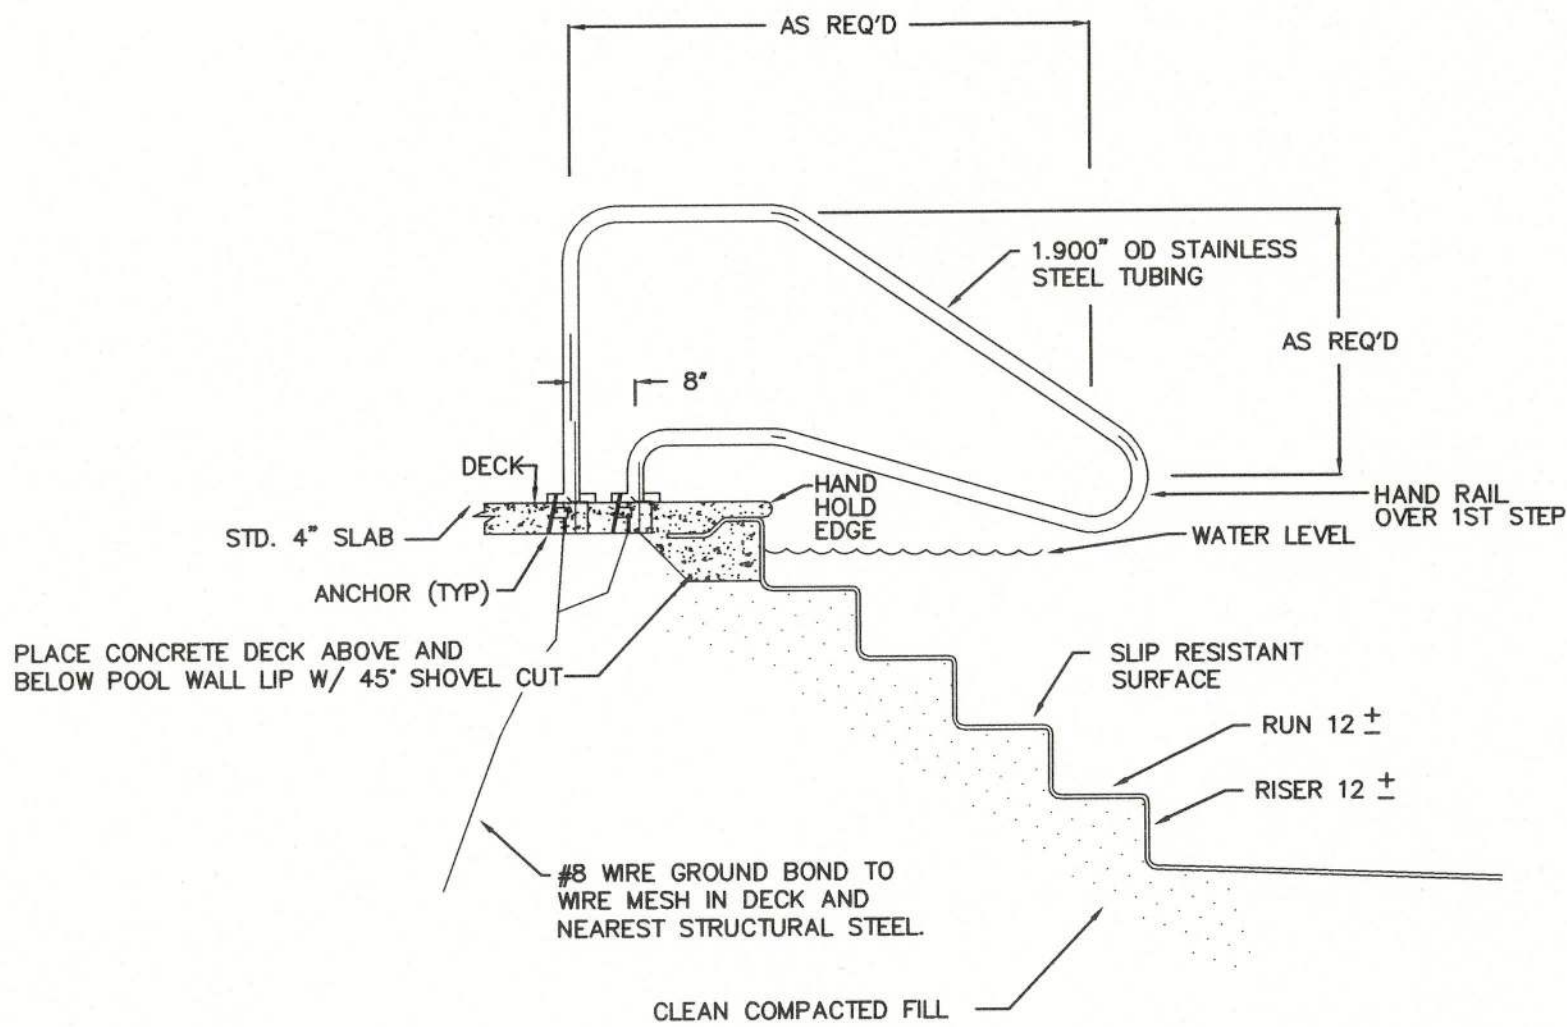 AS REQ'D
1.900" OD STAINLESS
STEEL TUBING
AS REQ'D
8"
DECK
HAND
HOLD
EDGE
HAND RAIL
OVER 1ST STEP
STD. 4" SLAB
WATER LEVEL
ANCHOR (TYP)
PLACE CONCRETE DECK ABOVE AND
BELOW POOL WALL LIP W/ 45° SHOVEL CUT
SLIP RESISTANT
SURFACE
RUN 12 ±
RISER 12 ±
#8 WIRE GROUND BOND TO
WIRE MESH IN DECK AND
NEAREST STRUCTURAL STEEL.
CLEAN COMPACTED FILL